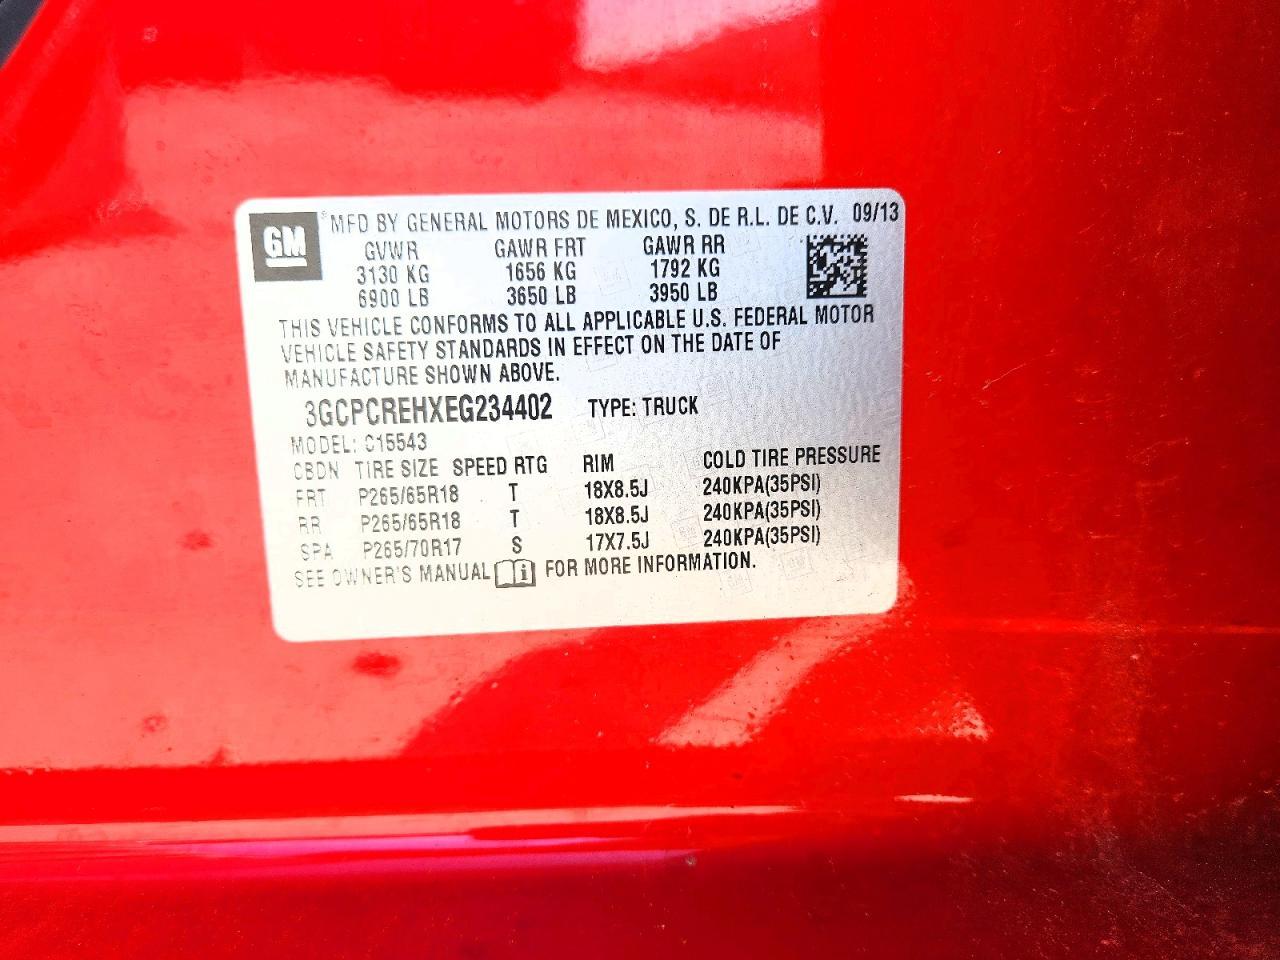 GM
® MFD BY GENERAL MOTORS DE MEXICO, S. DE R.L. DE C.V. 09/13
GVWR GAWR FRT GAWR RR
3130 KG 1656 KG 1792 KG
6900 LB 3650 LB 3950 LB
THIS VEHICLE CONFORMS TO ALL APPLICABLE U.S. FEDERAL MOTOR
VEHICLE SAFETY STANDARDS IN EFFECT ON THE DATE OF
MANUFACTURE SHOWN ABOVE.
3GCPCREHXEG234402 TYPE: TRUCK
MODEL: C15543
CBDN TIRE SIZE SPEED RTG RIM COLD TIRE PRESSURE
FRT P265/65R18 T 18X8.5J 240KPA(35PSI)
RR P265/65R18 T 18X8.5J 240KPA(35PSI)
SPA P265/70R17 S 17X7.5J 240KPA(35PSI)
SEE OWNER'S MANUAL i FOR MORE INFORMATION.